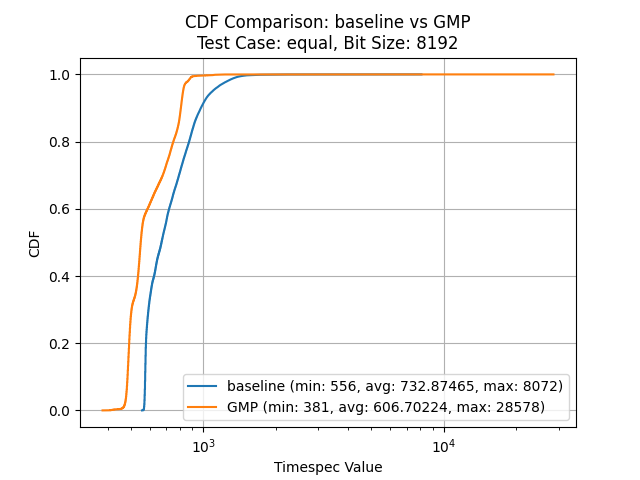 CDF Comparison: baseline vs GMP
Test Case: equal, Bit Size: 8192
CDF
1.0
0.8
0.6
0.4
0.2
0.0
baseline (min: 556, avg: 732.87465, max: 8072)
GMP (min: 381, avg: 606.70224, max: 28578)
10³
10⁴
Timespec Value